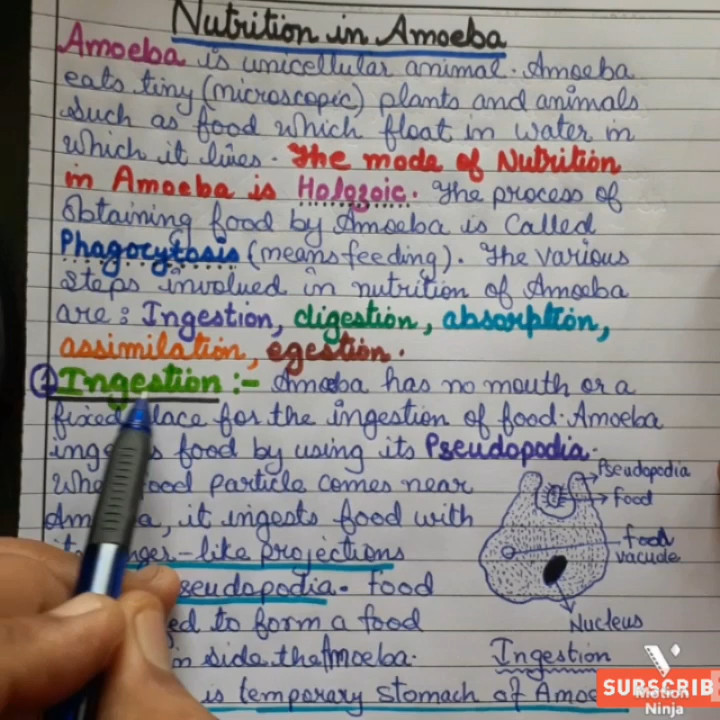 Nutrition in Amoeba
Amoeba is unicellular animal. Amoeba
eats tiny (microscopic) plants and animals
such as food which float in water in
which it lives. The mode of Nutrition
in Amoeba is Holozoic. The process of
obtaining food by Amoeba is Called
Phagocytosis (means feeding). The various
steps involved in nutrition of Amoeba
are: Ingestion, digestion, absorption,
assimilation, egestion.
① Ingestion :- Amoeba has no mouth or a
fixed place for the ingestion of food. Amoeba
food by using its Pseudopodia.
food particle comes near
it ingests food with
-like projections
food
to form a food
side the Amoeba.
is temporary stomach of
Pseudopodia
food
food
vacuole
Nucleus
Ingestion
SUBSCRIB
Motion
Ninja